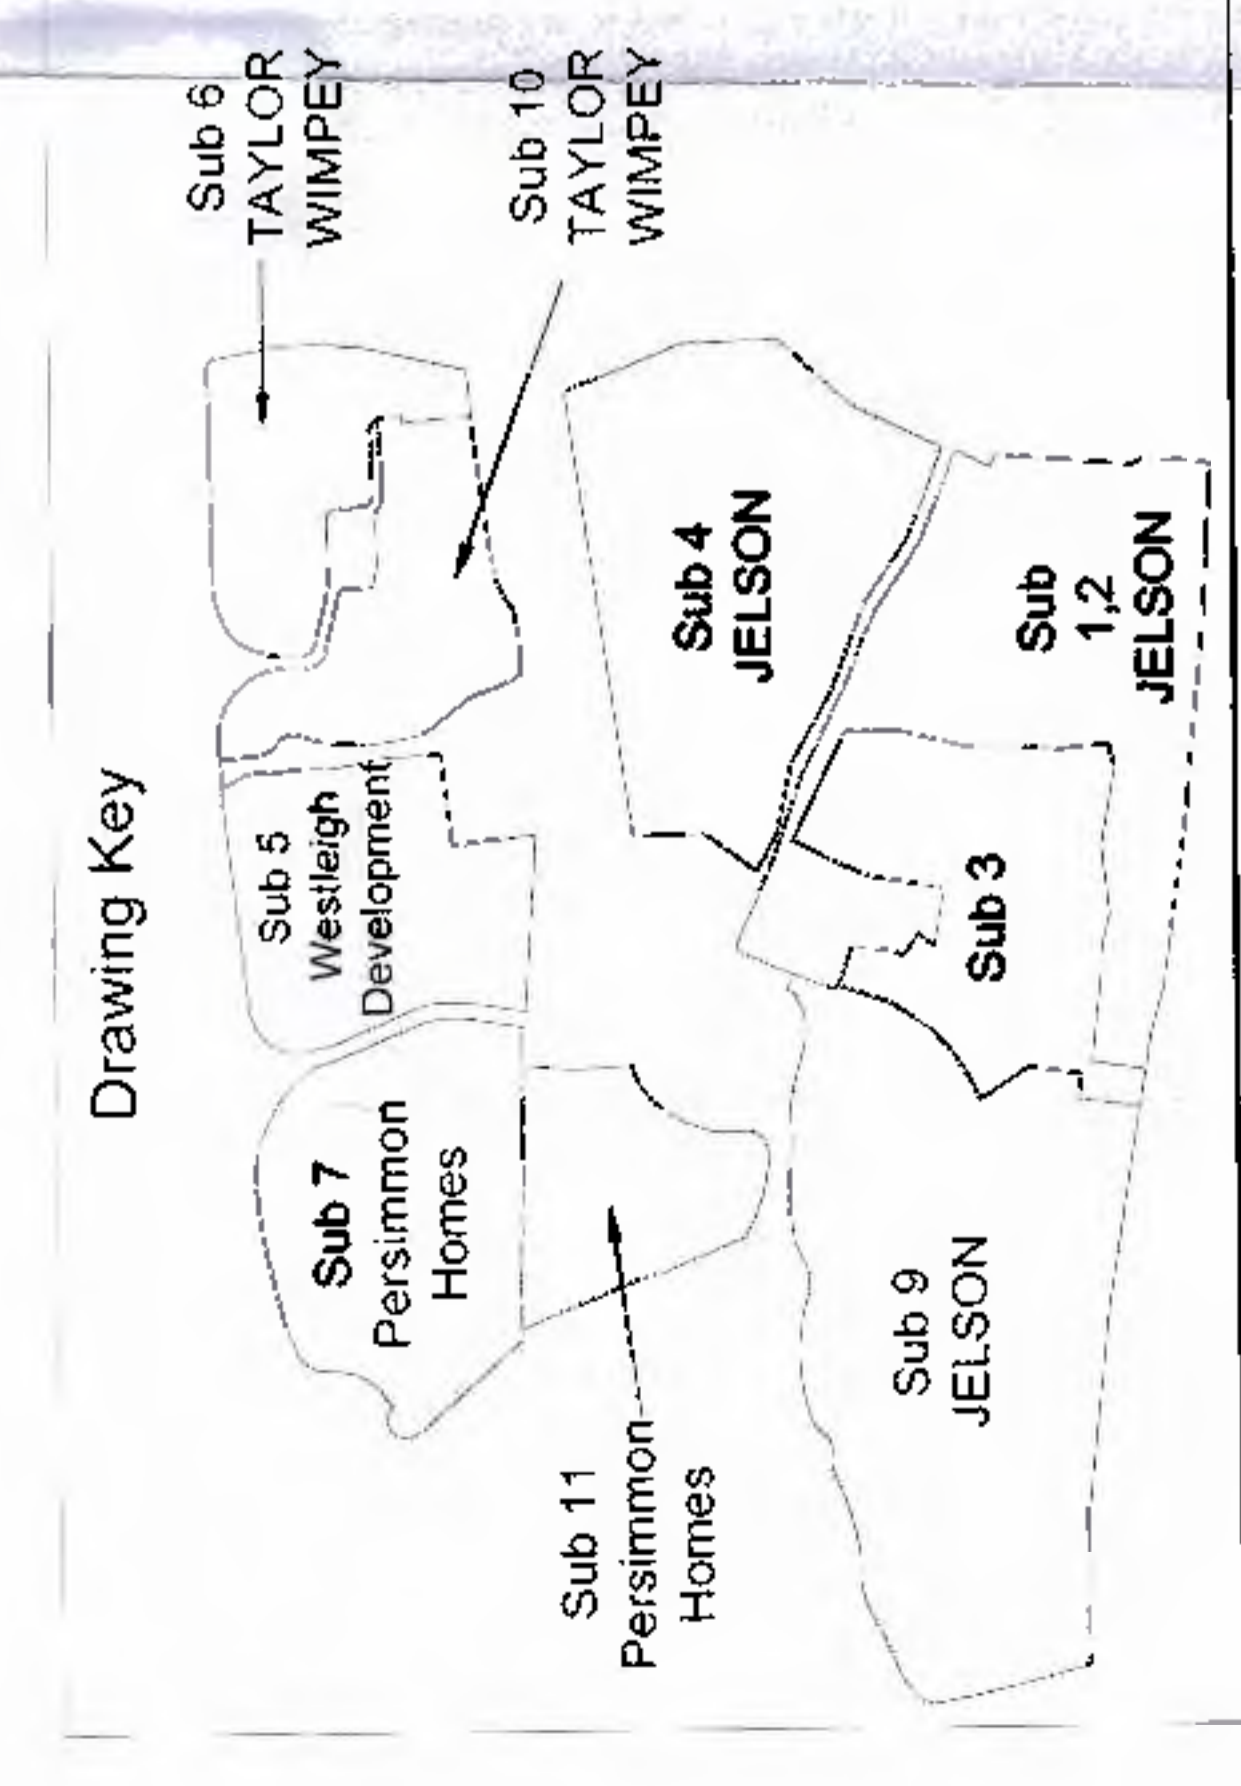 Drawing Key
Sub 6
TAYLOR
WIMPEY
Sub 10
TAYLOR
WIMPEY
Sub 5
Westleigh
Development
Sub 7
Persimmon
Homes
Sub 11
Persimmon
Homes
Sub 4
JELSON
Sub
1,2
JELSON
Sub 3
Sub 9
JELSON